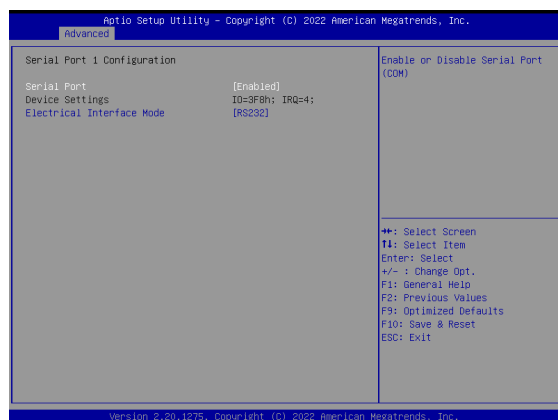 Aptio Setup Utility – Copyright (C) 2022 American Megatrends, Inc.
Advanced
Serial Port 1 Configuration
Serial Port [Enabled]
Device Settings IO=3F8h; IRQ=4;
Electrical Interface Mode [RS232]
Enable or Disable Serial Port
(COM)
→←: Select Screen
↑↓: Select Item
Enter: Select
+/- : Change Opt.
F1: General Help
F2: Previous Values
F9: Optimized Defaults
F10: Save & Reset
ESC: Exit
Version 2.20.1275. Copyright (C) 2022 American Megatrends, Inc.